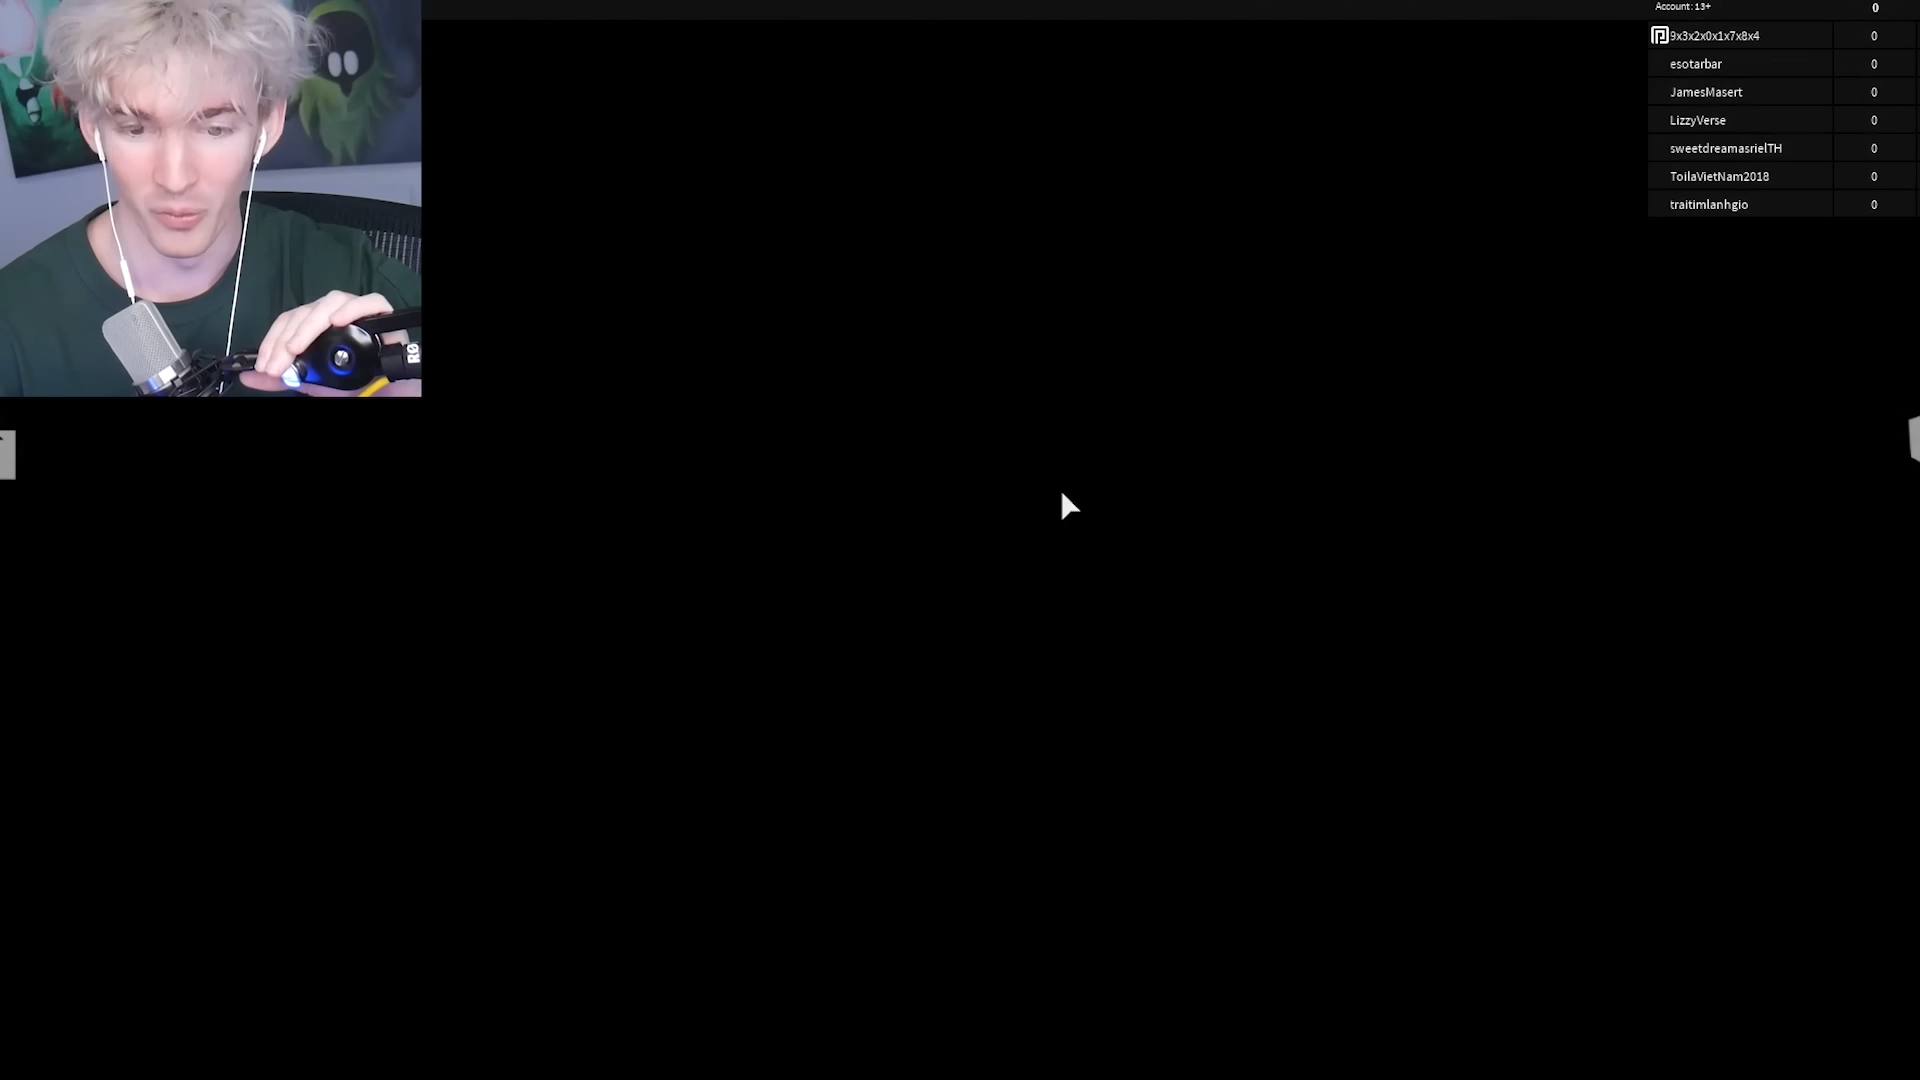 Account: 13+ 0
9x3x2x0x1x7x8x4 0
esotarbar 0
JamesMasert 0
LizzyVerse 0
sweetdreamasrielTH 0
ToilaVietNam2018 0
traitimlanhgio 0